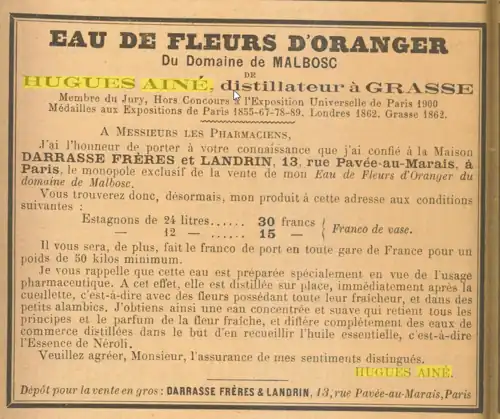 EAU DE FLEURS D'ORANGER
Du Domaine de MALBOSC
DE
HUGUES AINÉ, distillateur à GRASSE
Membre du Jury, Hors Concours à l'Exposition Universelle de Paris 1900
Médailles aux Expositions de Paris 1855-67-78-89, Londres 1862, Grasse 1862.
A MESSIEURS LES PHARMACIENS,
J'ai l'honneur de porter à votre connaissance que j'ai confié à la Maison
DARRASSE FRÈRES ET LANDRIN, 13, rue Pavée-au-Marais, à
Paris, le monopole exclusif de la vente de mon Eau de Fleurs d'Oranger du
domaine de Malbosc.
Vous trouverez donc, désormais, mon produit à cette adresse aux conditions
suivantes :
Estagnons de 24 litres...... 30 francs
— 12 — ...... 15 —
Franco de vase.
Il vous sera, de plus, fait le franco de port en toute gare de France pour un
poids de 50 kilos minimum.
Je vous rappelle que cette eau est préparée spécialement en vue de l'usage
pharmaceutique. A cet effet, elle est distillée sur place, immédiatement après la
cueillette, c'est-à-dire avec des fleurs possédant toute leur fraîcheur, et dans des
petits alambics. J'obtiens ainsi une eau concentrée et suave qui retient tous les
principes et le parfum de la fleur fraîche, et diffère complètement des eaux de
commerce distillées dans le but d'en recueillir l'huile essentielle, c'est-à-dire
l'Essence de Néroli.
Veuillez agréer, Monsieur, l'assurance de mes sentiments distingués.
HUGUES AINÉ.
Dépôt pour la vente en gros : DARRASSE FRÈRES & LANDRIN, 13, rue Pavée-au-Marais, Paris